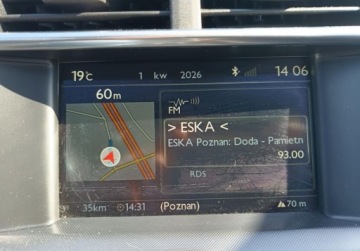 19°C 1 kw 2026 14 06
60m
FM
> ESKA <
ESKA Poznan: Doda - Pamietn
93.00
RDS
35km 14:31 (Poznan) 70 m